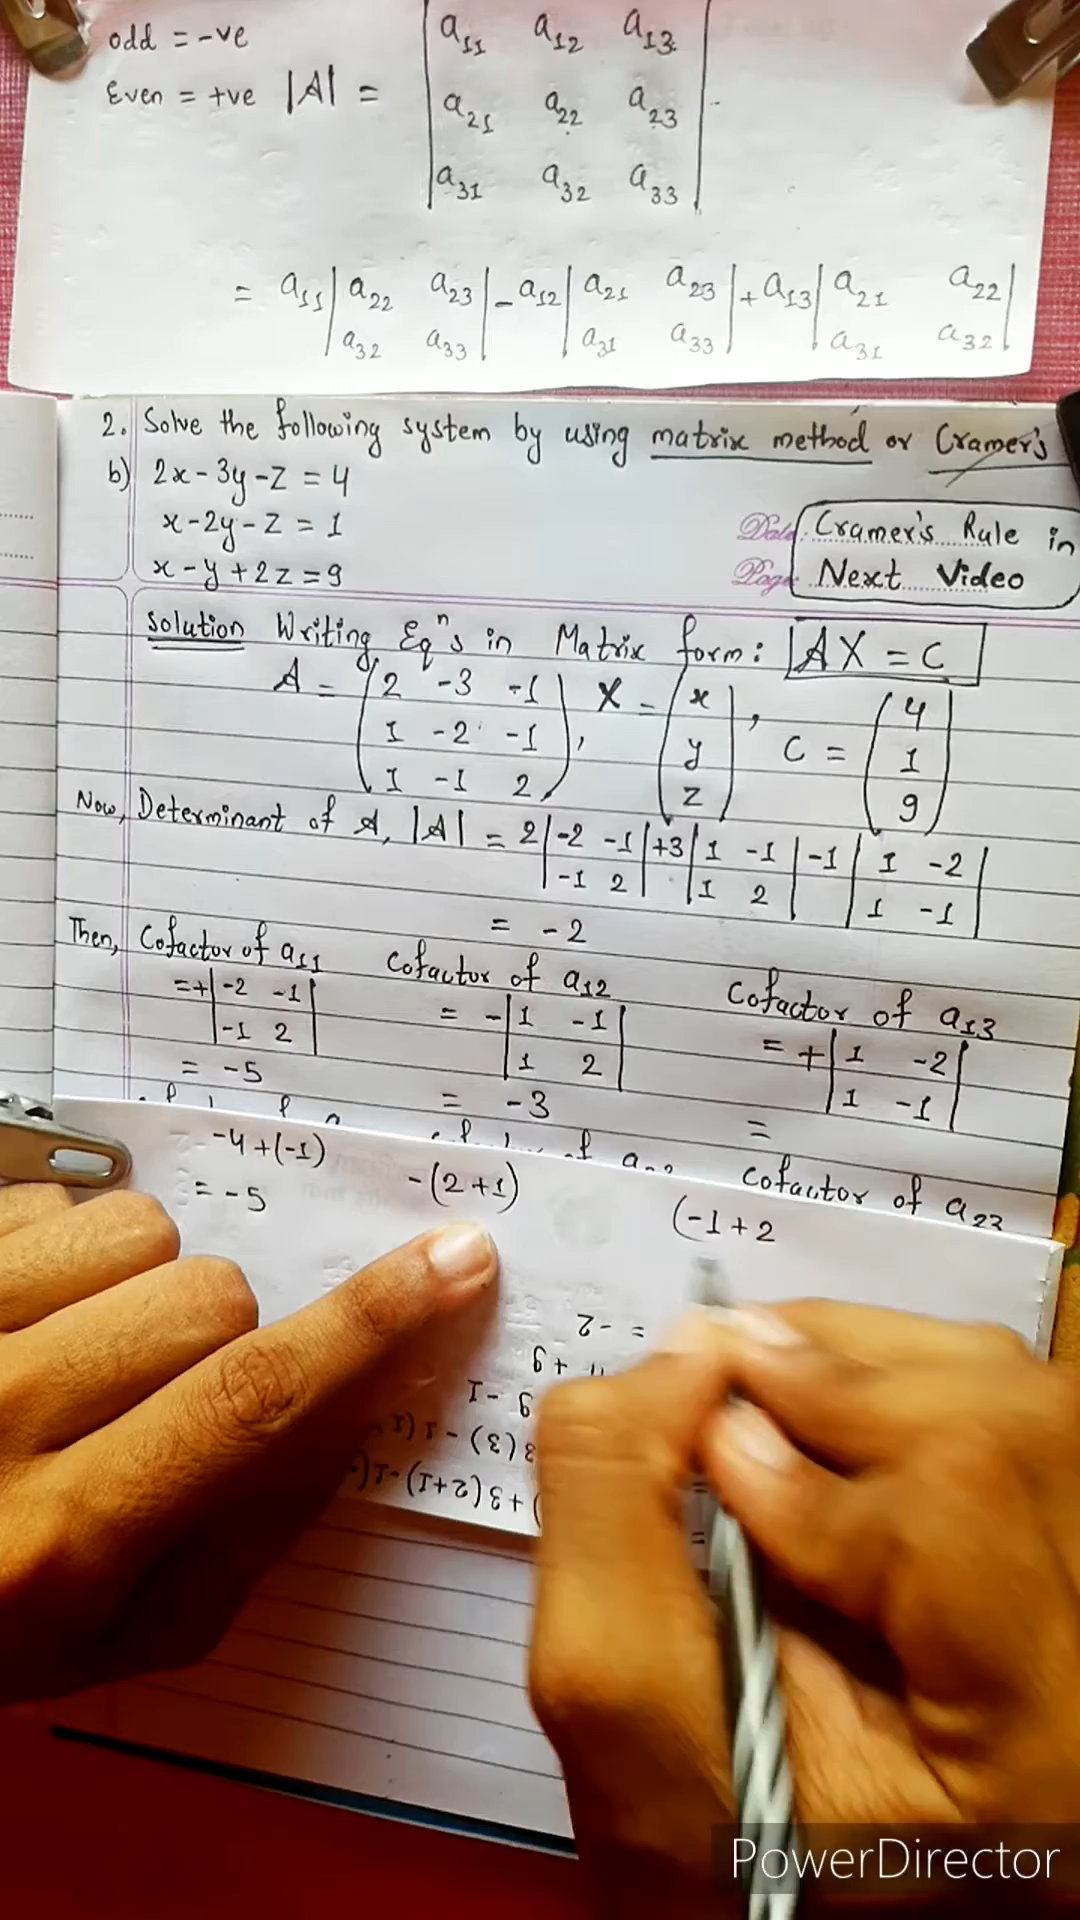 odd = -ve
Even = +ve |A| =
a11 a12 a13
a21 a22 a23
a31 a32 a33
= a11 | a22 a23 | - a12 | a21 a23 | + a13 | a21 a22 |
a32 a33 a31 a33 a31 a32
2. Solve the following system by using matrix method or Cramer's
b) 2x - 3y - z = 4
x - 2y - z = 1
x - y + 2z = 9
Date: Cramer's Rule in
Page: Next Video
Solution Writing Eqn's in Matrix form: AX = C
A = ( 2 -3 -1 X = ( x C = ( 4
1 -2 -1 ), y ), 1
1 -1 2 z 9 )
Now, Determinant of A, |A| = 2 | -2 -1 | +3 | 1 -1 | -1 | 1 -2 |
-1 2 1 2 1 -1
= -2
Then, Cofactor of a11 Cofactor of a12 Cofactor of a13
= + | -2 -1 | = - | 1 -1 | = + | 1 -2 |
-1 2 1 2 1 -1
= -5 = -3 =
Cofactor of a23
-4 + (-1) -(2+1) (-1+2
= -5
= -2
PowerDirector